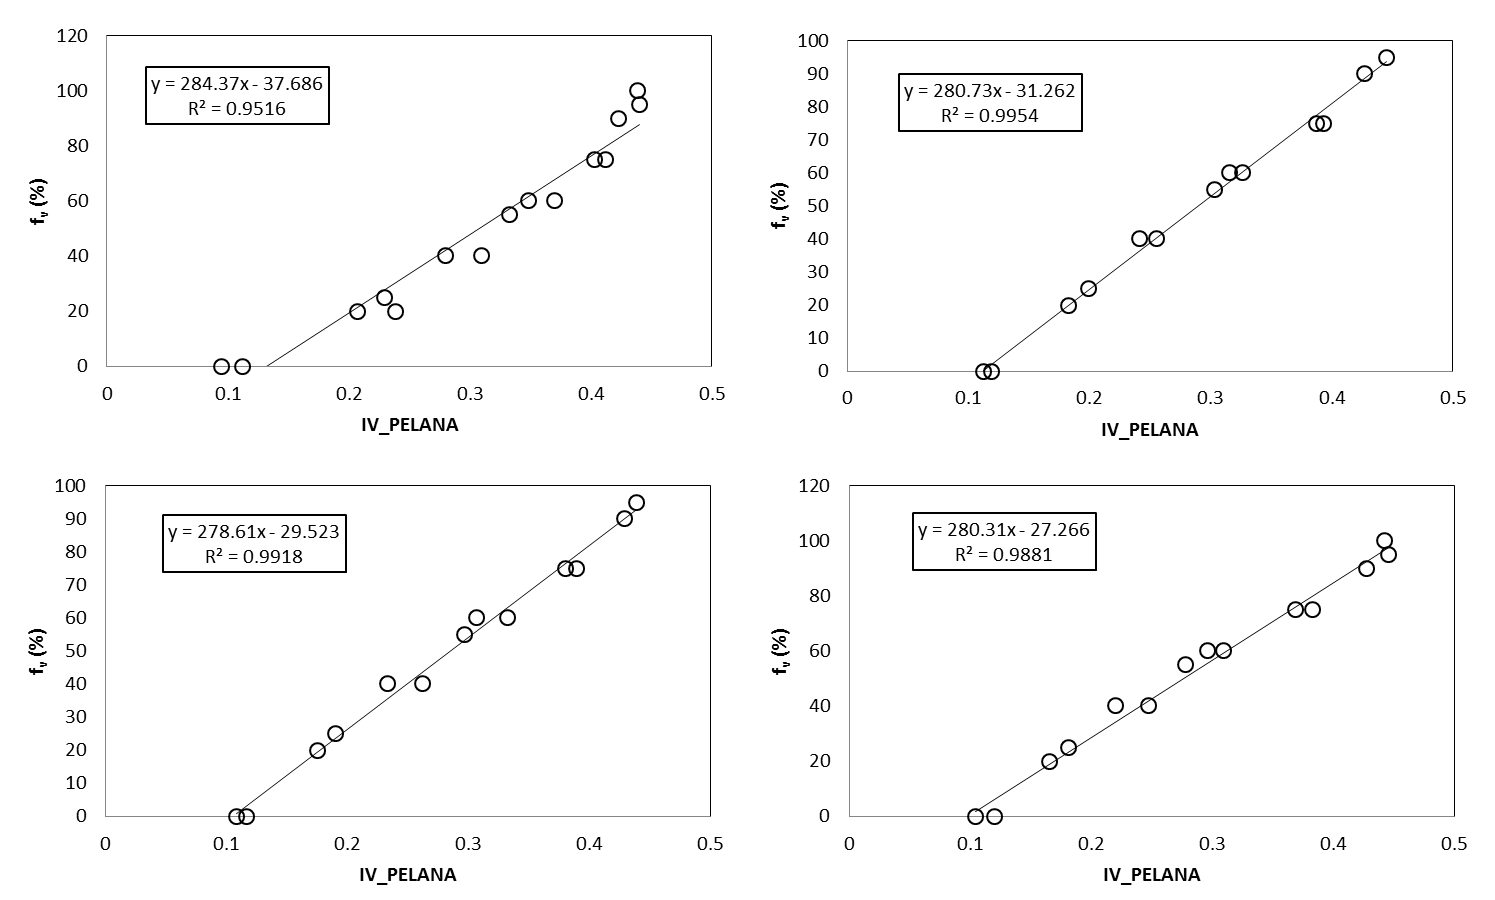 120
100
80
60
40
20
0
y = 284.37x - 37.686
R² = 0.9516
fv (%)
0 0.1 0.2 0.3 0.4 0.5
IV_PELANA
100
90
80
70
60
50
40
30
20
10
0
y = 280.73x - 31.262
R² = 0.9954
fv (%)
0 0.1 0.2 0.3 0.4 0.5
IV_PELANA
100
90
80
70
60
50
40
30
20
10
0
y = 278.61x - 29.523
R² = 0.9918
fv (%)
0 0.1 0.2 0.3 0.4 0.5
IV_PELANA
120
100
80
60
40
20
0
y = 280.31x - 27.266
R² = 0.9881
fv (%)
0 0.1 0.2 0.3 0.4 0.5
IV_PELANA